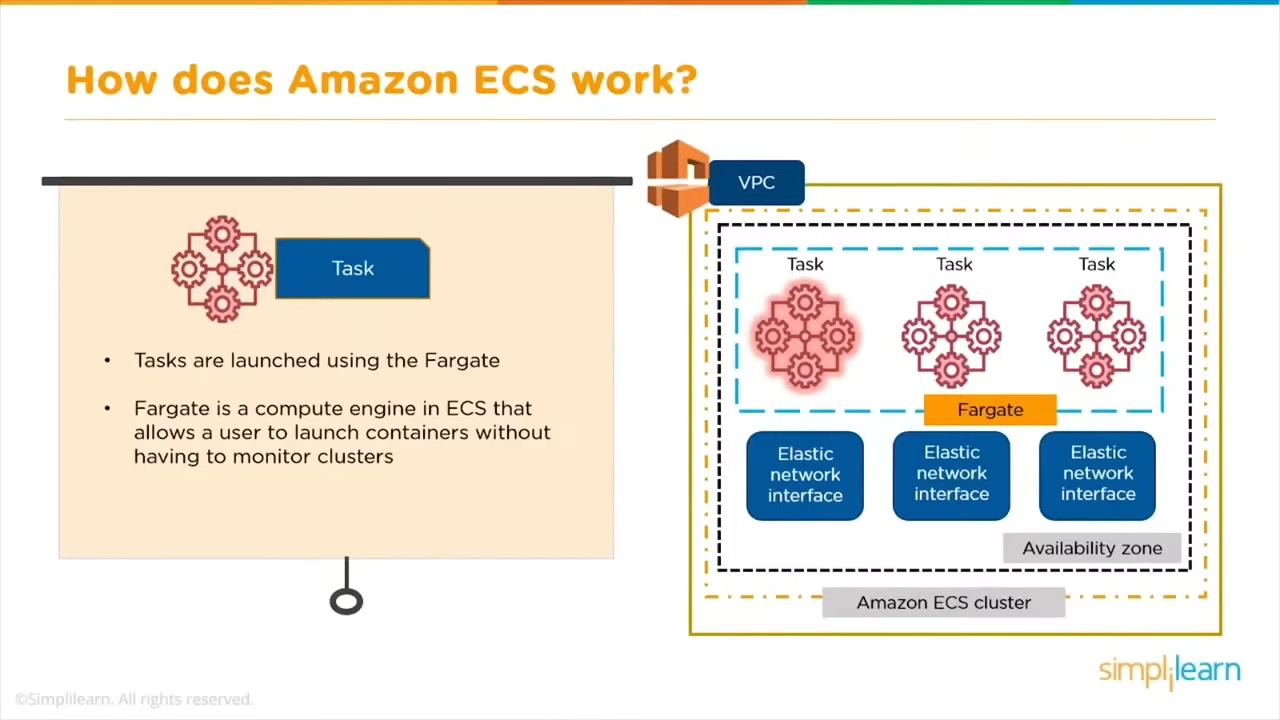 How does Amazon ECS work?
Task
• Tasks are launched using the Fargate
• Fargate is a compute engine in ECS that
allows a user to launch containers without
having to monitor clusters
VPC
Task
Task
Task
Fargate
Elastic
network
interface
Elastic
network
interface
Elastic
network
interface
Availability zone
Amazon ECS cluster
simplilearn
©Simplilearn. All rights reserved.